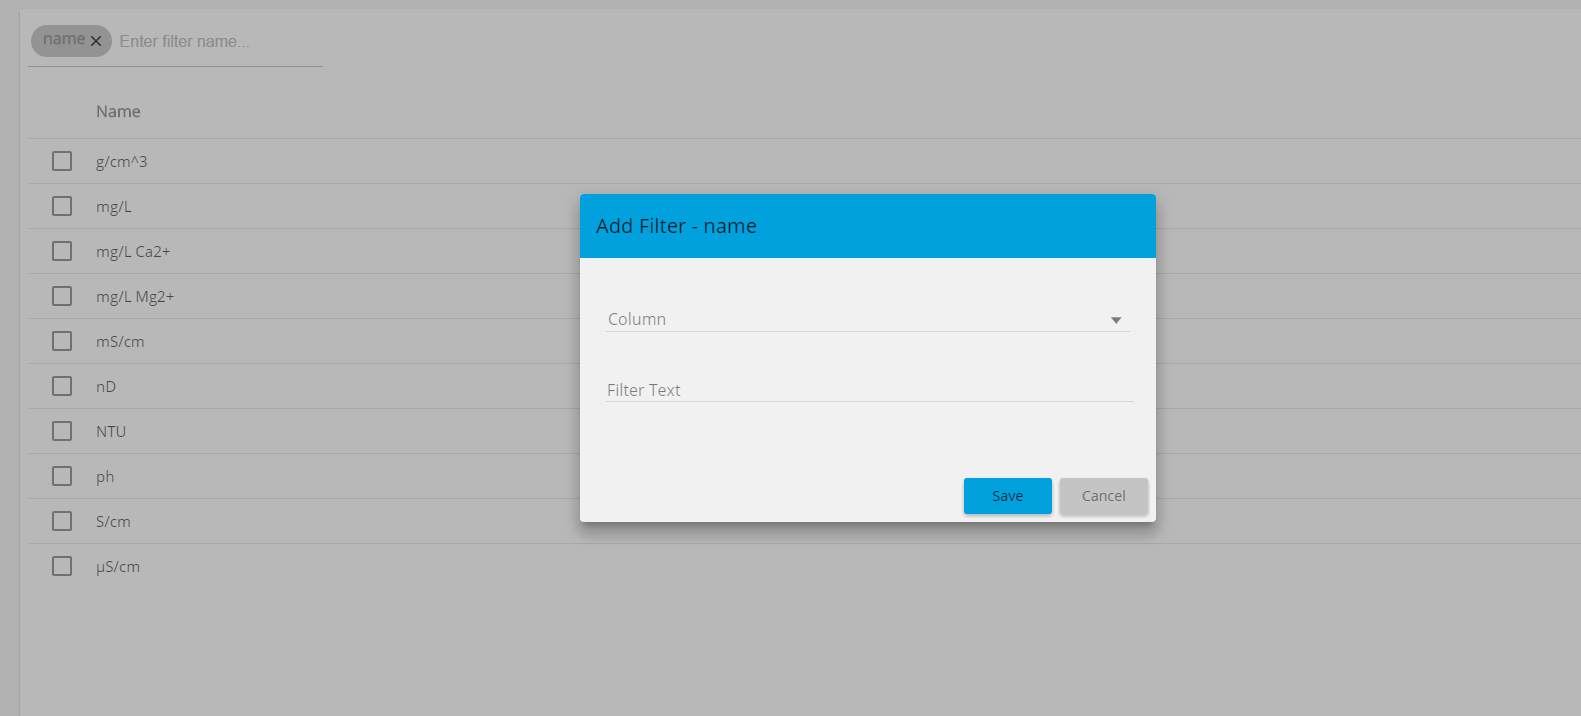 name
Enter filter name...
Name
g/cm^3
mg/L
mg/L Ca2+
mg/L Mg2+
mS/cm
nD
NTU
ph
S/cm
µS/cm
Add Filter - name
Column
Filter Text
Save Cancel